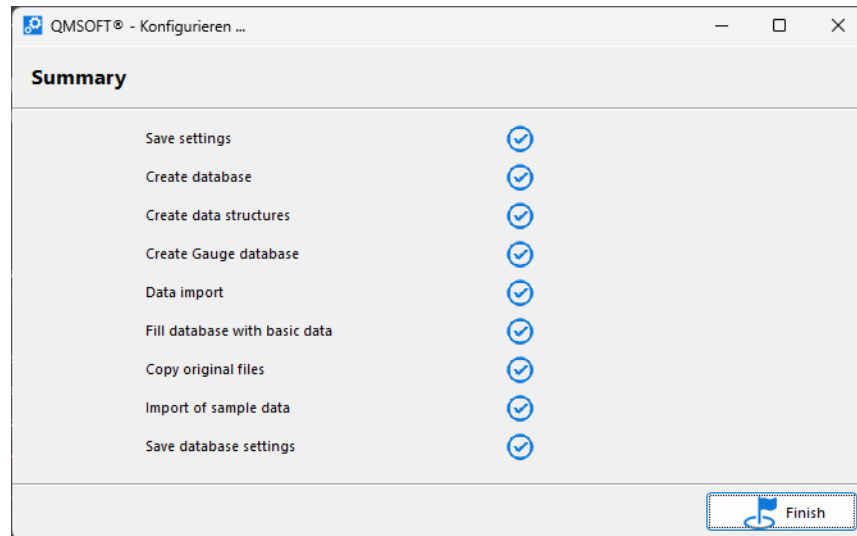 QMSOFT® - Konfigurieren ...
Summary
Save settings
Create database
Create data structures
Create Gauge database
Data import
Fill database with basic data
Copy original files
Import of sample data
Save database settings
Finish